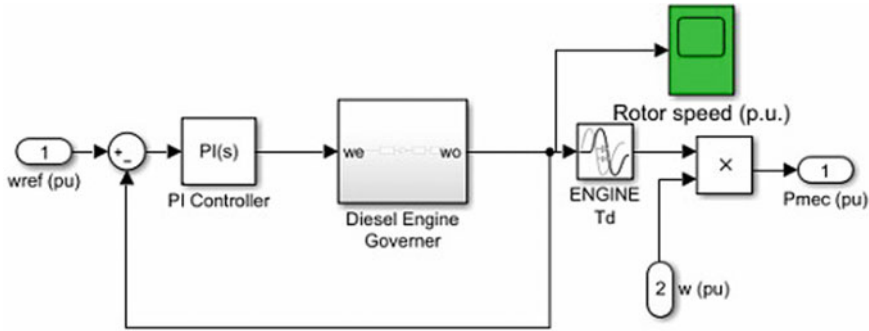 Rotor speed (p.u.)
1
wref (pu)
+
−
PI(s)
PI Controller
we
wo
Diesel Engine
Governer
ENGINE
Td
×
1
Pmec (pu)
2
w (pu)